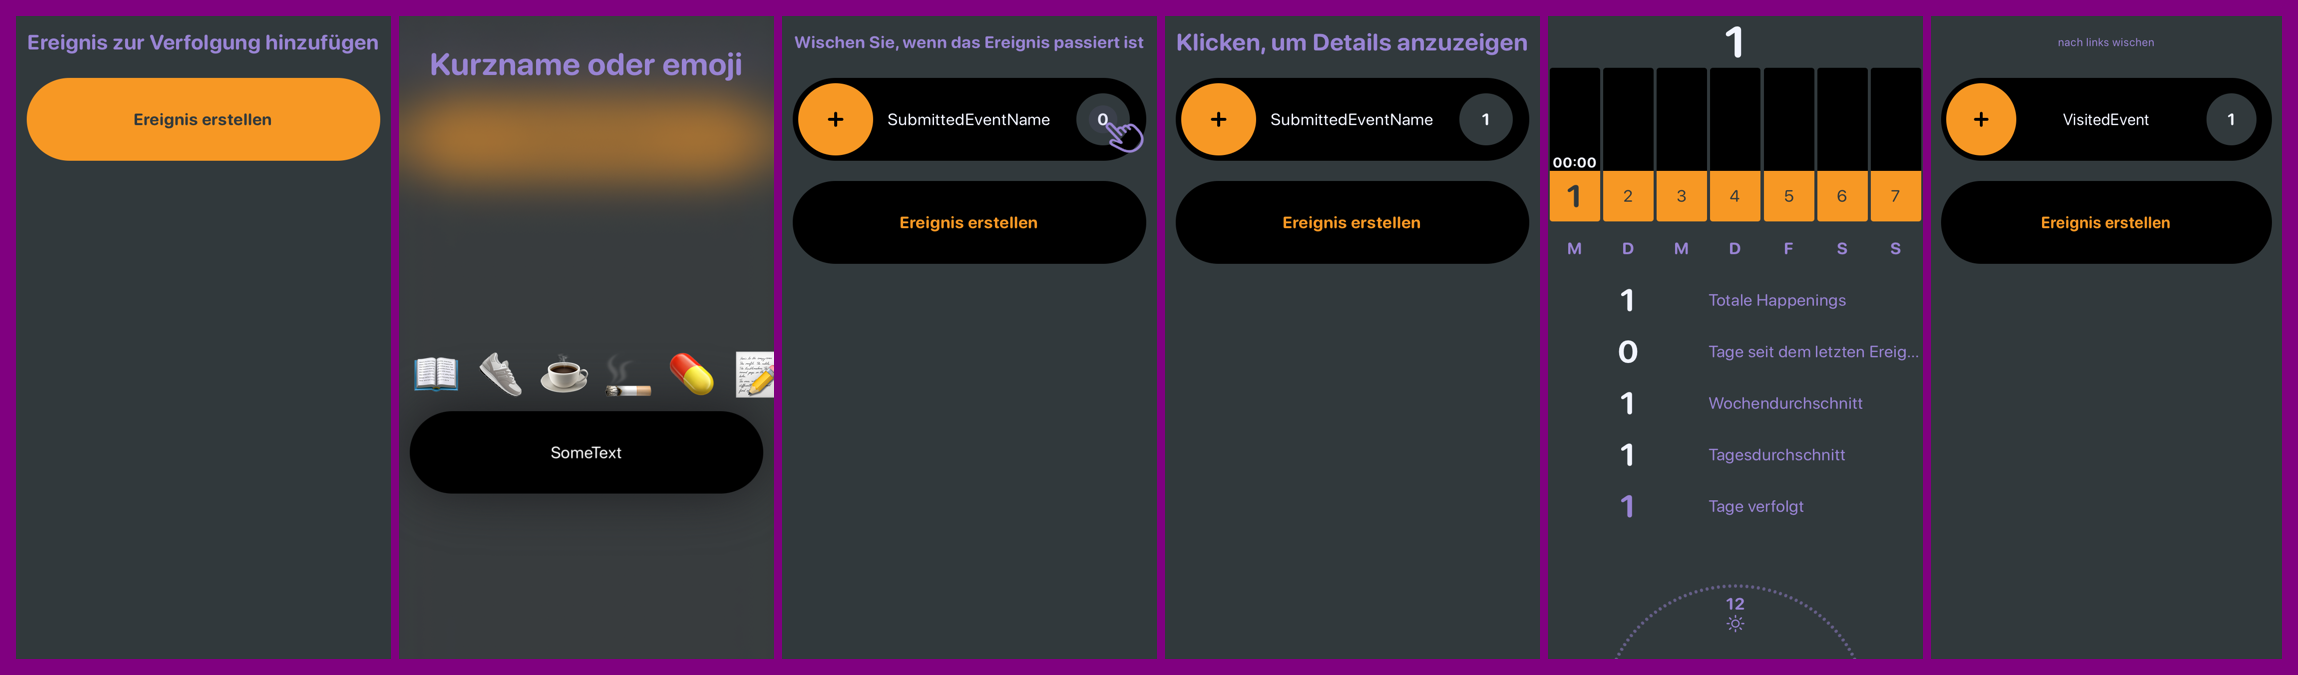 Ereignis zur Verfolgung hinzufügen
Ereignis erstellen
Kurzname oder emoji
SomeText
Wischen Sie, wenn das Ereignis passiert ist
+ SubmittedEventName 0
Ereignis erstellen
Klicken, um Details anzuzeigen
+ SubmittedEventName 1
Ereignis erstellen
1
00:00
1 2 3 4 5 6 7
M D M D F S S
1 Totale Happenings
0 Tage seit dem letzten Ereig...
1 Wochendurchschnitt
1 Tagesdurchschnitt
1 Tage verfolgt
12
nach links wischen
+ VisitedEvent 1
Ereignis erstellen